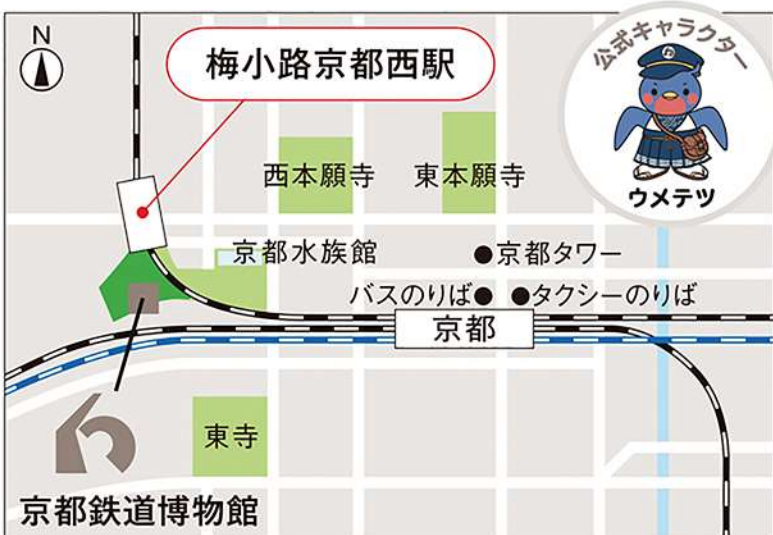 N
梅小路京都西駅
公式キャラクター
ウメテツ
西本願寺
東本願寺
京都水族館
●京都タワー
バスのりば●
●タクシーのりば
京都
東寺
京都鉄道博物館